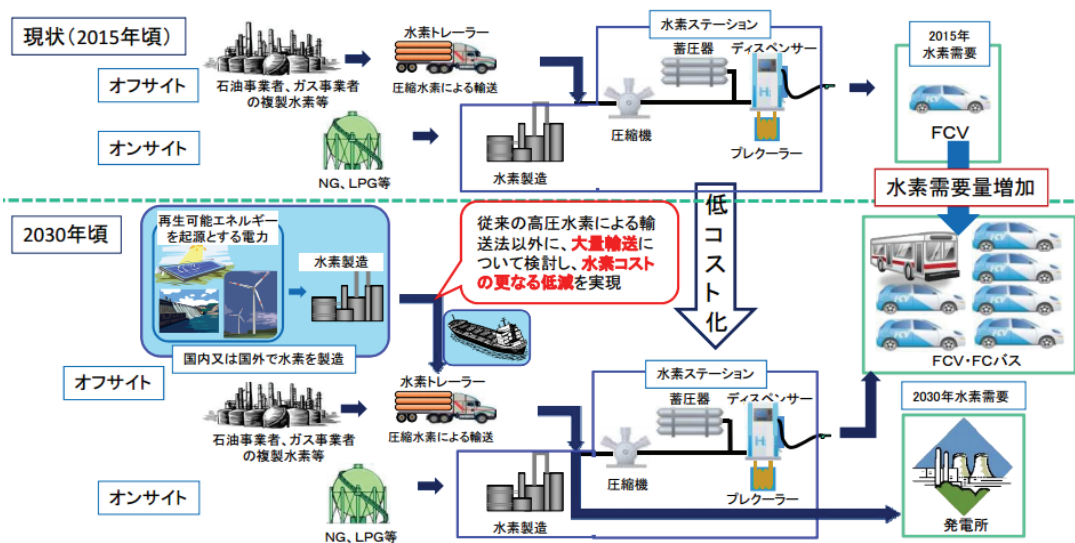 現状(2015年頃)
オフサイト
石油事業者、ガス事業者
の複製水素等
水素トレーラー
圧縮水素による輸送
水素ステーション
蓄圧器
ディスペンサー
H₂
圧縮機
プレクーラー
2015年
水素需要
FCV
FCV
オンサイト
NG、LPG等
水素製造
水素需要量増加
低コスト化
2030年頃
再生可能エネルギー
を起源とする電力
水素製造
国内又は国外で水素を製造
従来の高圧水素による輸
送法以外に、大量輸送に
ついて検討し、水素コスト
の更なる低減を実現
FCV
FCV
FCV
FCV
FCV
FCV
FCV
FCV・FCバス
オフサイト
石油事業者、ガス事業者
の複製水素等
水素トレーラー
圧縮水素による輸送
水素ステーション
蓄圧器
ディスペンサー
H₂
圧縮機
プレクーラー
2030年水素需要
発電所
オンサイト
NG、LPG等
水素製造